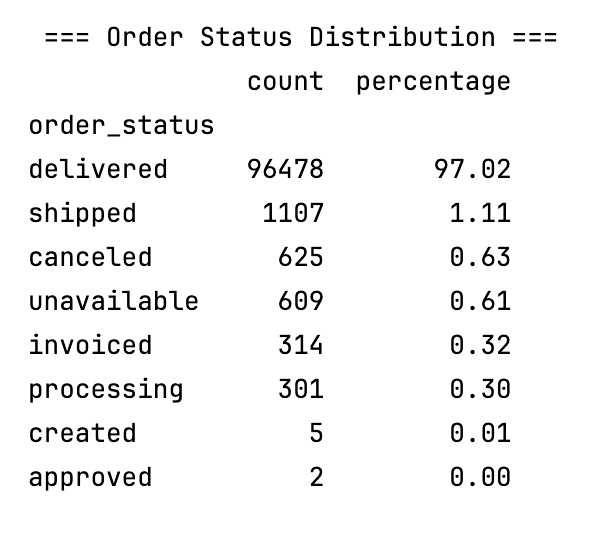 === Order Status Distribution ===
count percentage
order_status
delivered 96478 97.02
shipped 1107 1.11
canceled 625 0.63
unavailable 609 0.61
invoiced 314 0.32
processing 301 0.30
created 5 0.01
approved 2 0.00